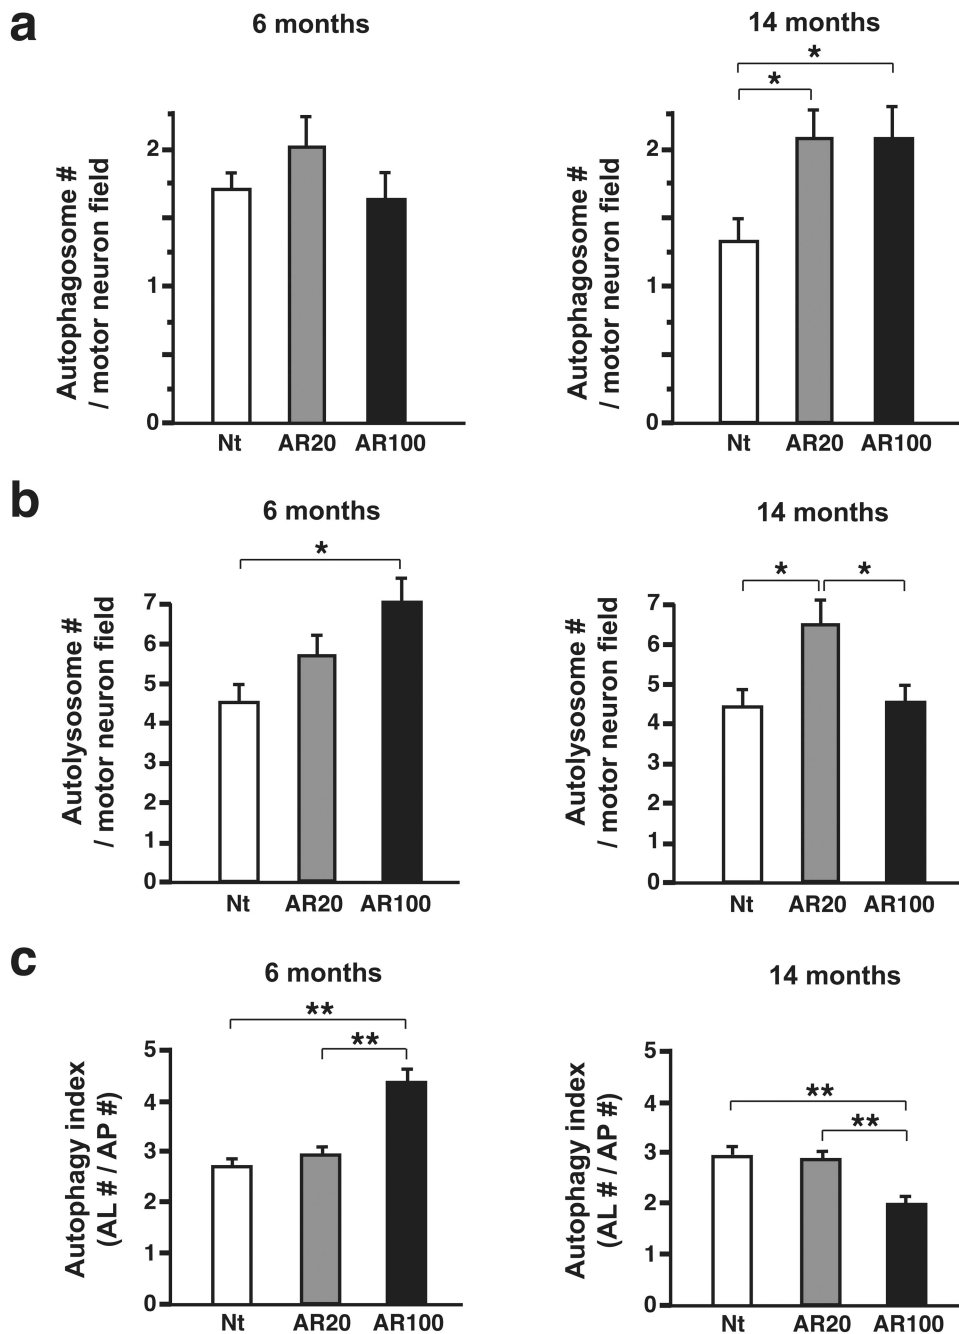 a
6 months
14 months
*
*
Autophagosome #
/ motor neuron field
2
1
0
Nt
AR20
AR100
Autophagosome #
/ motor neuron field
2
1
0
Nt
AR20
AR100
b
6 months
14 months
*
*
*
Autolysosome #
/ motor neuron field
7
6
5
4
3
2
1
0
Nt
AR20
AR100
Autolysosome #
/ motor neuron field
7
6
5
4
3
2
1
0
Nt
AR20
AR100
c
6 months
14 months
**
**
**
**
Autophagy index
(AL # / AP #)
5
4
3
2
1
0
Nt
AR20
AR100
Autophagy index
(AL # / AP #)
5
4
3
2
1
0
Nt
AR20
AR100